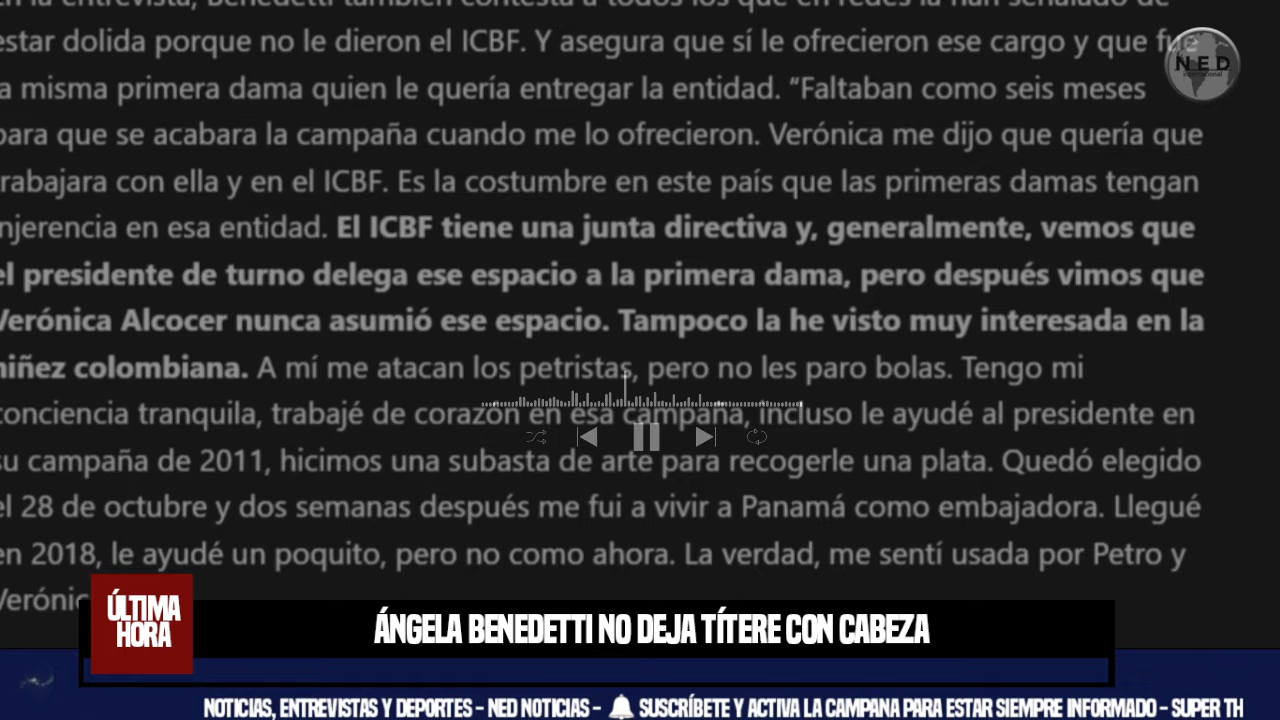 en la entrevista, Benedetti también contesta a todos los que en redes la han señalado de
estar dolida porque no le dieron el ICBF. Y asegura que sí le ofrecieron ese cargo y que fue
la misma primera dama quien le quería entregar la entidad. “Faltaban como seis meses
para que se acabara la campaña cuando me lo ofrecieron. Verónica me dijo que quería que
rabajara con ella y en el ICBF. Es la costumbre en este país que las primeras damas tengan
njerencia en esa entidad. El ICBF tiene una junta directiva y, generalmente, vemos que
el presidente de turno delega ese espacio a la primera dama, pero después vimos que
Verónica Alcocer nunca asumió ese espacio. Tampoco la he visto muy interesada en la
niñez colombiana. A mí me atacan los petristas, pero no les paro bolas. Tengo mi
conciencia tranquila, trabajé de corazón en esa campaña, incluso le ayudé al presidente en
su campaña de 2011, hicimos una subasta de arte para recogerle una plata. Quedó elegido
el 28 de octubre y dos semanas después me fui a vivir a Panamá como embajadora. Llegué
en 2018, le ayudé un poquito, pero no como ahora. La verdad, me sentí usada por Petro y
Verónic
NED
international
ÚLTIMA
HORA
ÁNGELA BENEDETTI NO DEJA TÍTERE CON CABEZA
NOTICIAS, ENTREVISTAS Y DEPORTES - NED NOTICIAS - 🔔 SUSCRÍBETE Y ACTIVA LA CAMPANA PARA ESTAR SIEMPRE INFORMADO - SUPER TH